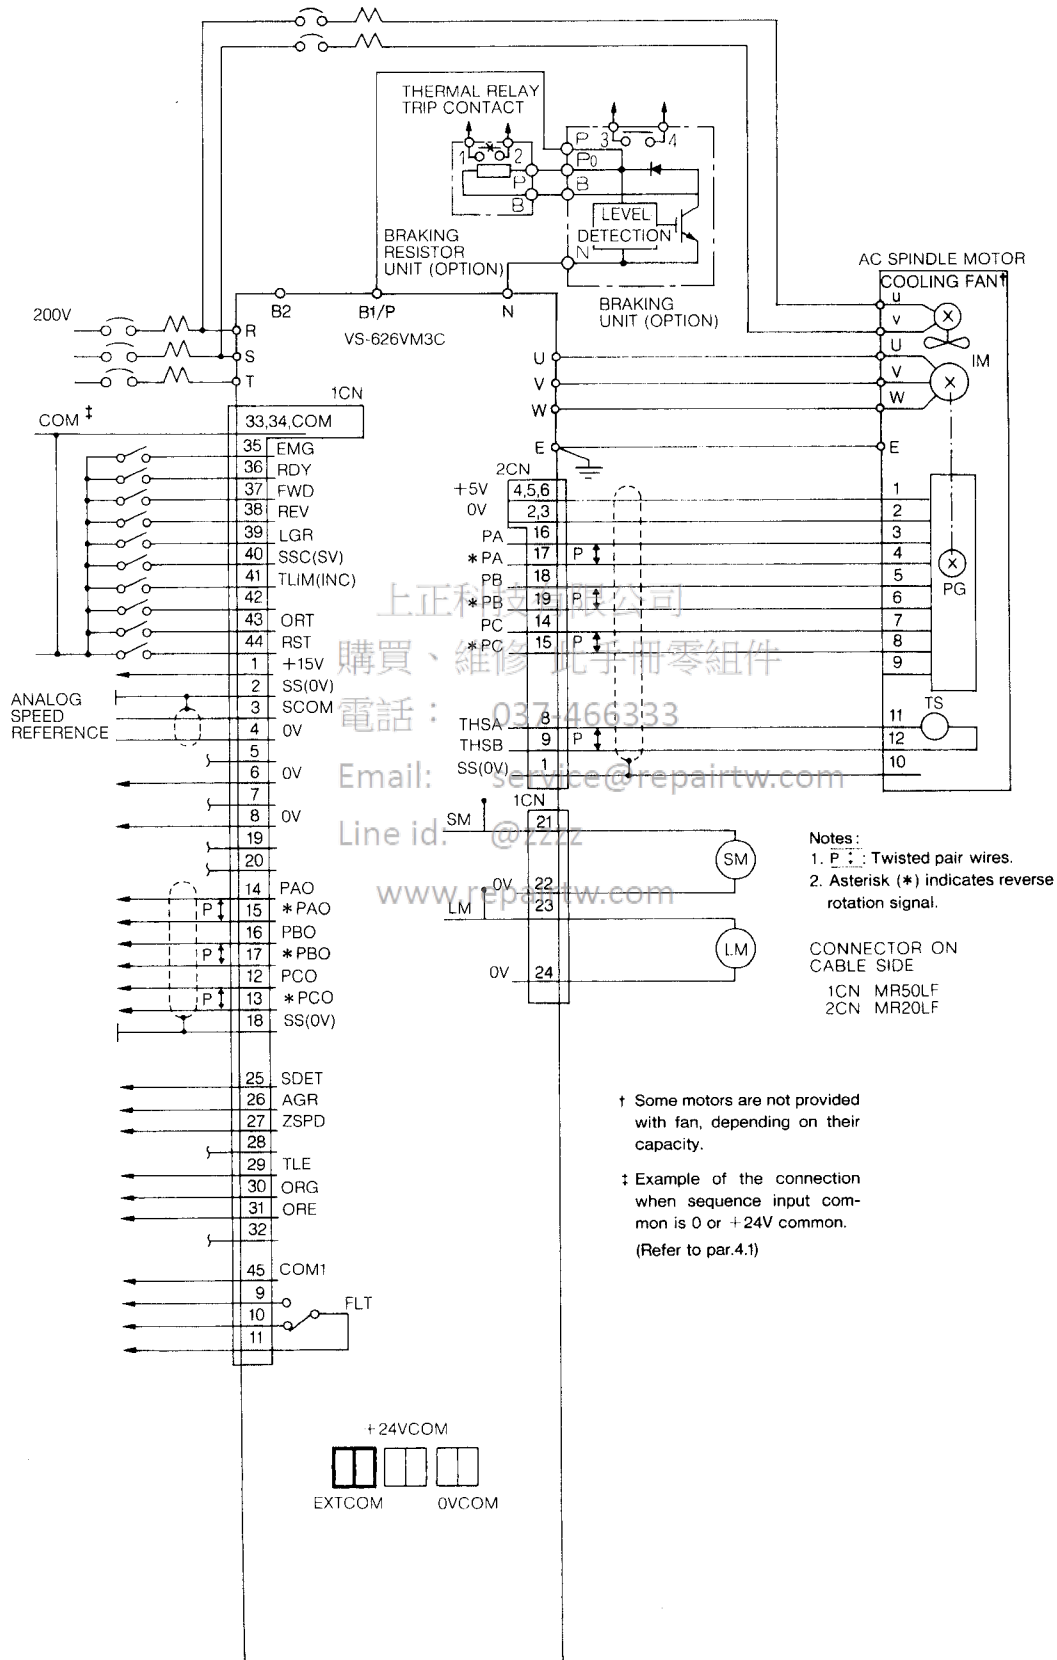 THERMAL RELAY
TRIP CONTACT
1 2
P
B
3 4
P
P0
B
LEVEL
DETECTION
N
BRAKING
RESISTOR
UNIT (OPTION)
BRAKING
UNIT (OPTION)
AC SPINDLE MOTOR
COOLING FAN†
u
v
U
V
W
IM
E
200V
R
S
T
B2
B1/P
N
VS-626VM3C
U
V
W
E
1CN
COM ‡
33,34,COM
35 EMG
36 RDY
37 FWD
38 REV
39 LGR
40 SSC(SV)
41 TLIM(INC)
42
43 ORT
44 RST
1 +15V
2 SS(0V)
3 SCOM
4 0V
5
6 0V
7
8 0V
19
20
ANALOG
SPEED
REFERENCE
14 PAO
P 15 *PAO
16 PBO
P 17 *PBO
12 PCO
P 13 *PCO
18 SS(0V)
25 SDET
26 AGR
27 ZSPD
28
29 TLE
30 ORG
31 ORE
32
45 COM1
9
10
11
FLT
2CN
+5V 4,5,6 1
0V 2,3 2
PA 16 3
*PA 17 P 4
PB 18 5
*PB 19 P 6
PC 14 7
*PC 15 P 8
9
PG
TS
THSA 8 11
THSB 9 P 12
SS(0V) 1 10
1CN
SM 21
SM
0V 22
LM 23
LM
0V 24
上正科技有限公司
購買、維修 此手冊零組件
電話： 037-466333
Email: service@repairtw.com
Line id: @zzzz
www.repairtw.com
Notes:
1. P ↕ : Twisted pair wires.
2. Asterisk (*) indicates reverse
rotation signal.
CONNECTOR ON
CABLE SIDE
1CN MR50LF
2CN MR20LF
† Some motors are not provided
with fan, depending on their
capacity.
‡ Example of the connection
when sequence input com-
mon is 0 or +24V common.
(Refer to par.4.1)
+24VCOM
EXTCOM 0VCOM